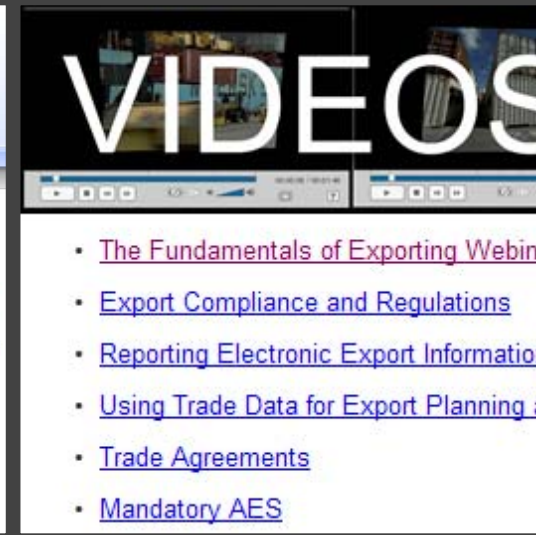 VIDEOS
The Fundamentals of Exporting Webin
Export Compliance and Regulations
Reporting Electronic Export Informatio
Using Trade Data for Export Planning a
Trade Agreements
Mandatory AES